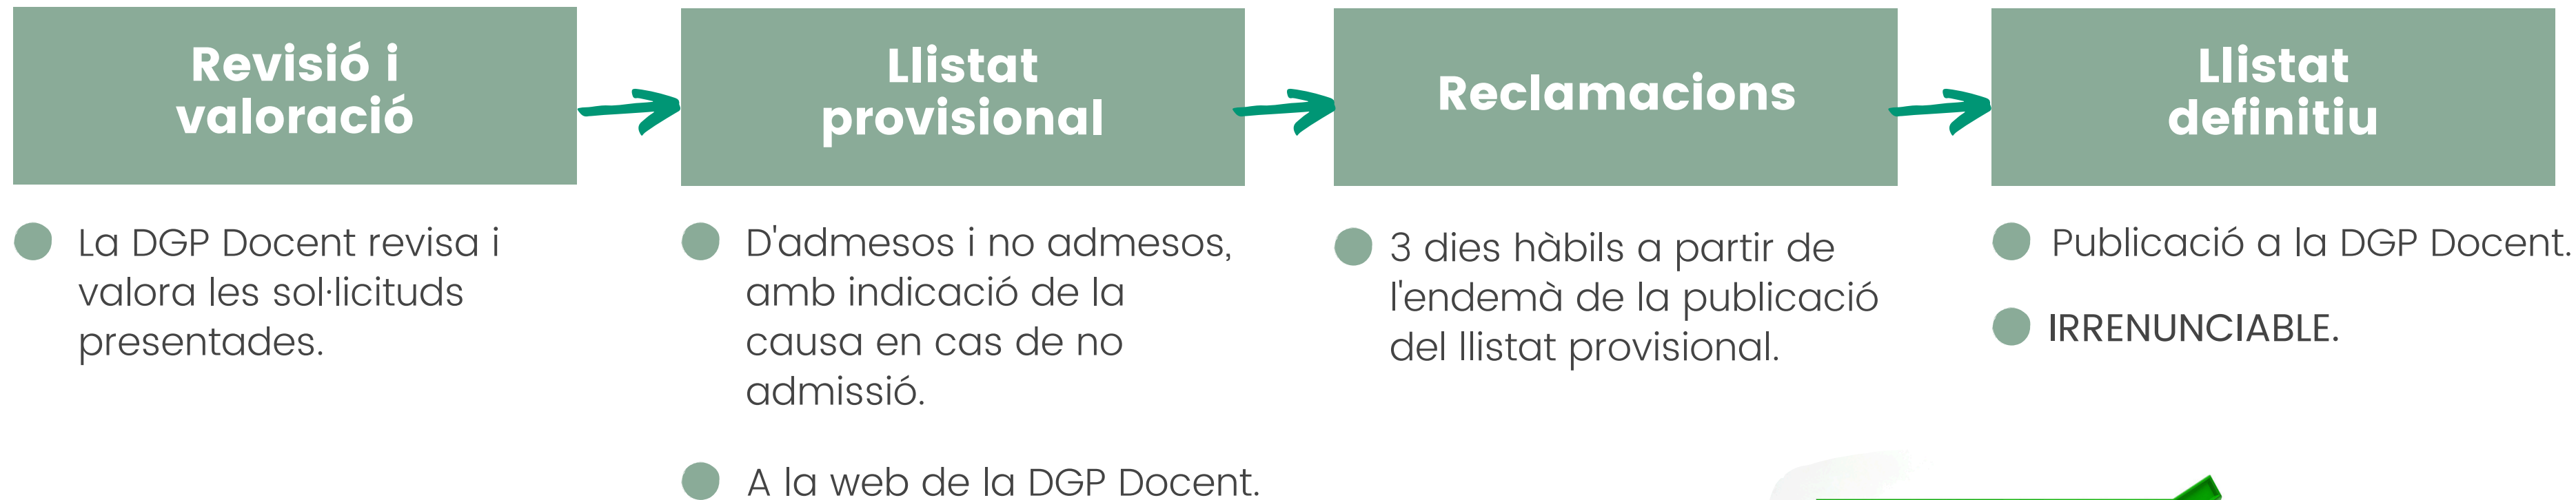 Revisió i
valoració
La DGP Docent revisa i
valora les sol·licituds
presentades.
Llistat
provisional
D'admesos i no admesos,
amb indicació de la
causa en cas de no
admissió.
A la web de la DGP Docent.
Reclamacions
3 dies hàbils a partir de
l'endemà de la publicació
del llistat provisional.
Llistat
definitiu
Publicació a la DGP Docent.
IRRENUNCIABLE.